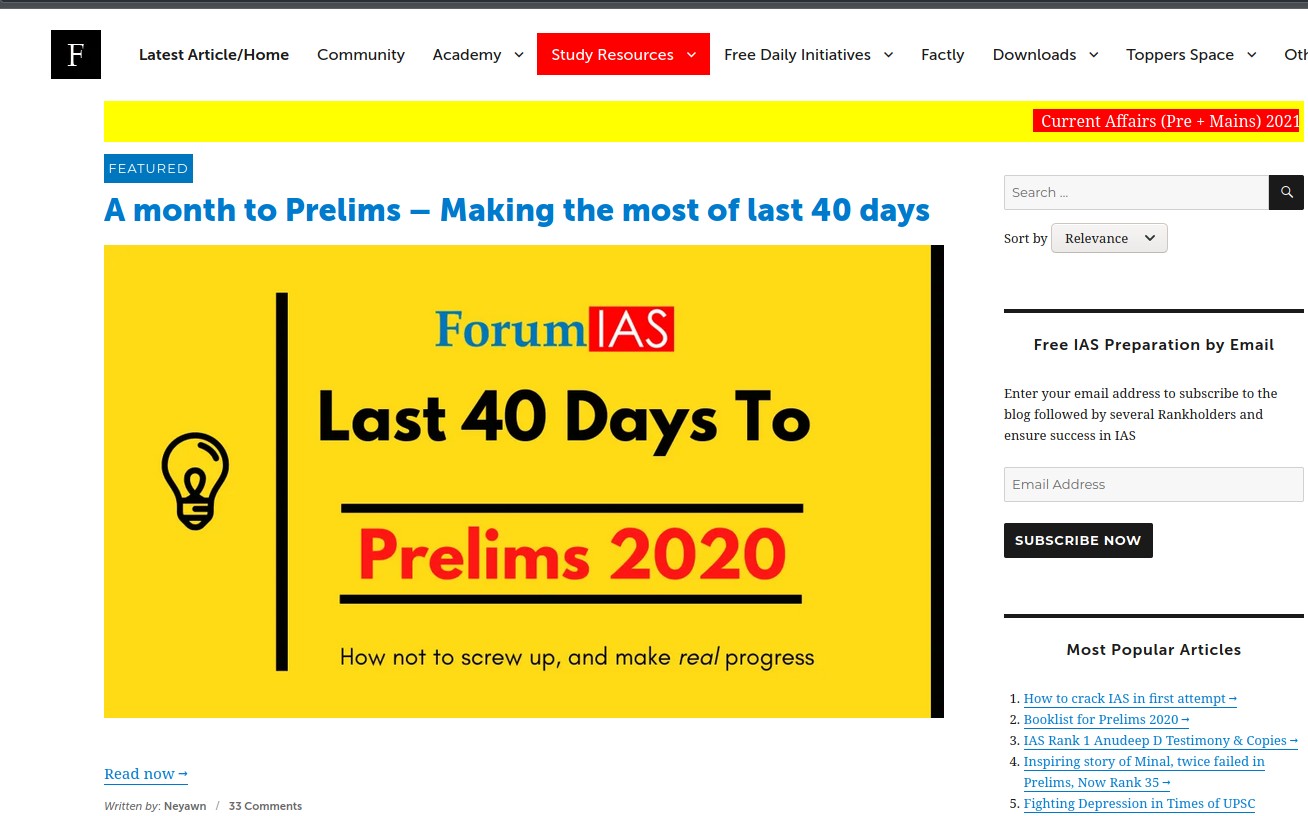 F
Latest Article/Home Community Academy Study Resources Free Daily Initiatives Factly Downloads Toppers Space Oth
Current Affairs (Pre + Mains) 2021
FEATURED
A month to Prelims – Making the most of last 40 days
ForumIAS
Last 40 Days To
Prelims 2020
How not to screw up, and make real progress
Read now →
Written by: Neyawn / 33 Comments
Search ...
Sort by Relevance
Free IAS Preparation by Email
Enter your email address to subscribe to the
blog followed by several Rankholders and
ensure success in IAS
Email Address
SUBSCRIBE NOW
Most Popular Articles
1. How to crack IAS in first attempt →
2. Booklist for Prelims 2020 →
3. IAS Rank 1 Anudeep D Testimony & Copies →
4. Inspiring story of Minal, twice failed in
Prelims, Now Rank 35 →
5. Fighting Depression in Times of UPSC